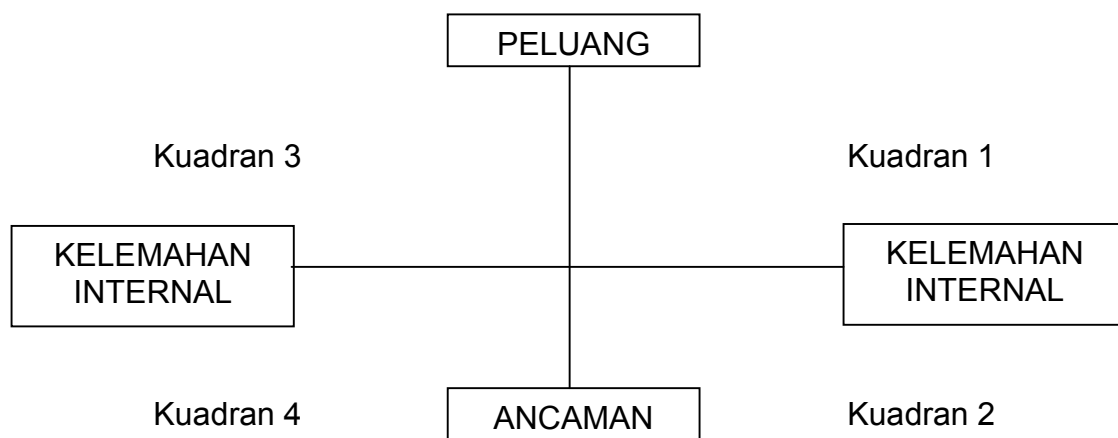 PELUANG
Kuadran 3
Kuadran 1
KELEMAHAN
INTERNAL
KELEMAHAN
INTERNAL
Kuadran 4
ANCAMAN
Kuadran 2